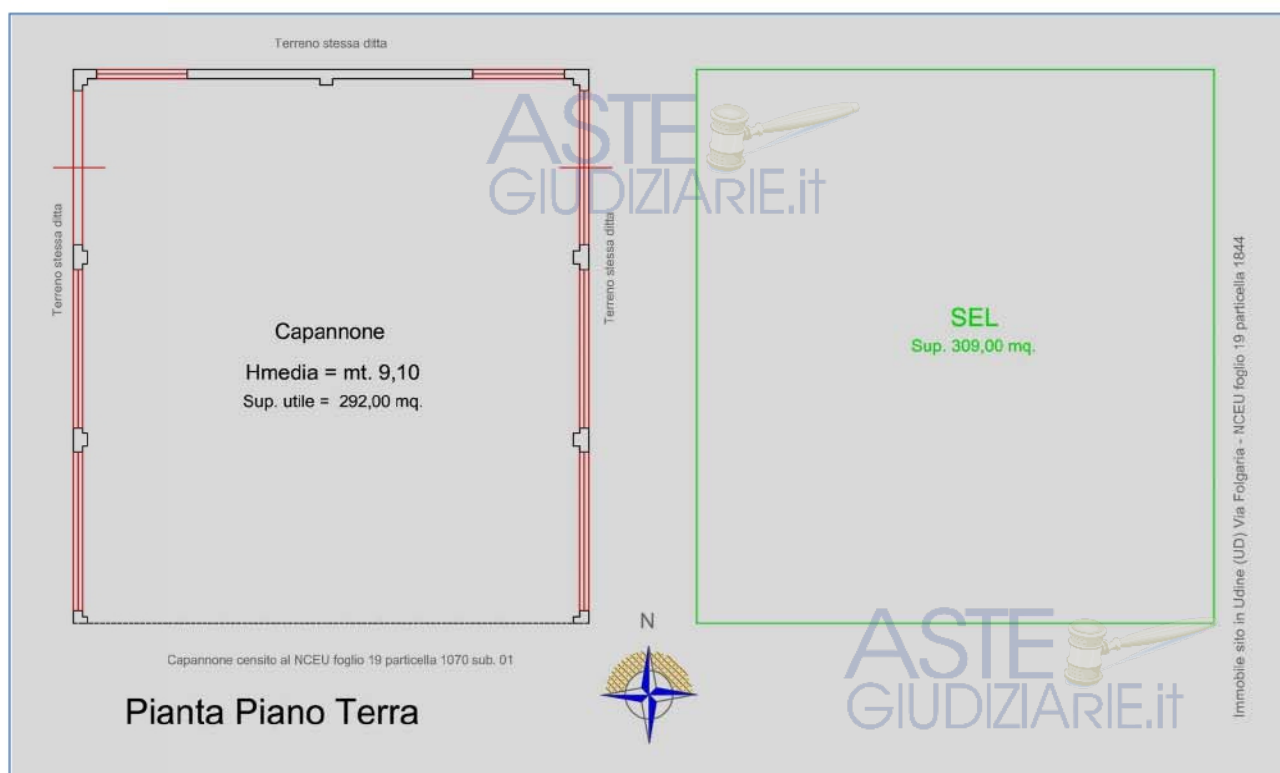 Terreno stessa ditta
ASTE
GIUDIZIARIE.it
Terreno stessa ditta
Terreno stessa ditta
Capannone
Hmedia = mt. 9,10
Sup. utile = 292,00 mq.
SEL
Sup. 309,00 mq.
Immobile sito in Udine (UD) Via Folgaria - NCEU foglio 19 particella 1844
N
Capannone censito al NCEU foglio 19 particella 1070 sub. 01
Pianta Piano Terra
ASTE
GIUDIZIARIE.it